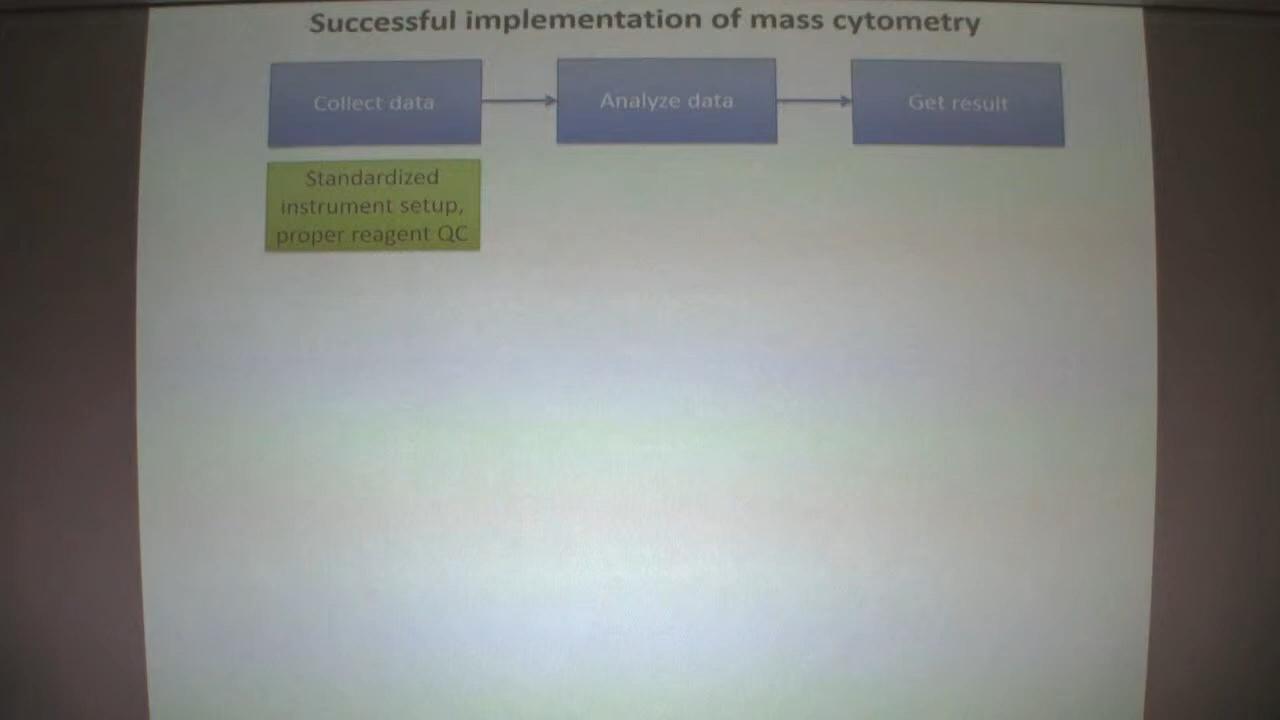 Successful implementation of mass cytometry
Collect data
Analyze data
Get result
Standardized
instrument setup,
proper reagent QC